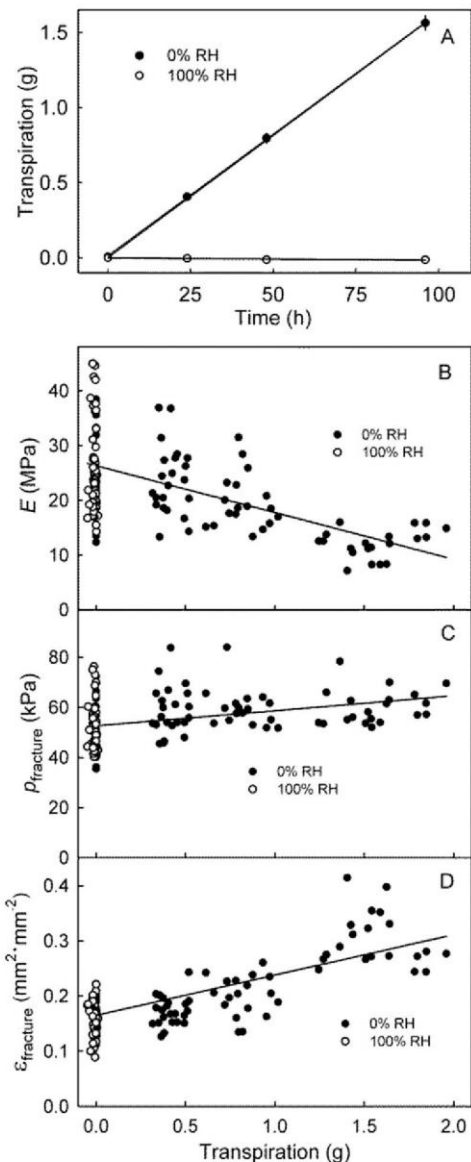 A
1.5
1.0
0.5
0.0
Transpiration (g)
0% RH
100% RH
0 25 50 75 100
Time (h)
B
40
30
20
10
0
E (MPa)
0% RH
100% RH
C
80
60
40
20
0
p fracture (kPa)
0% RH
100% RH
D
0.4
0.3
0.2
0.1
0.0
ε fracture (mm²·mm⁻²)
0% RH
100% RH
0.0 0.5 1.0 1.5 2.0
Transpiration (g)